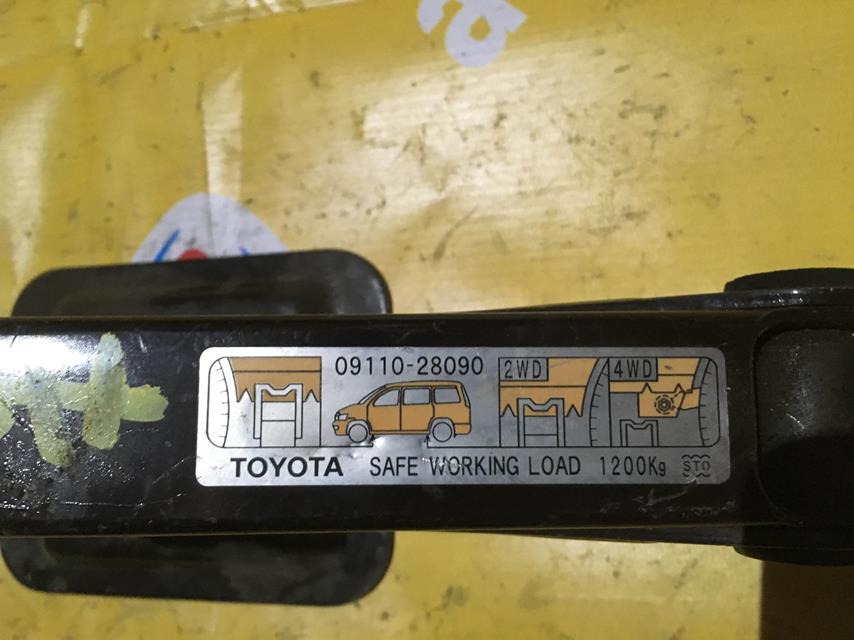 09110-28090
2WD
4WD
TOYOTA SAFE WORKING LOAD 1200Kg STO